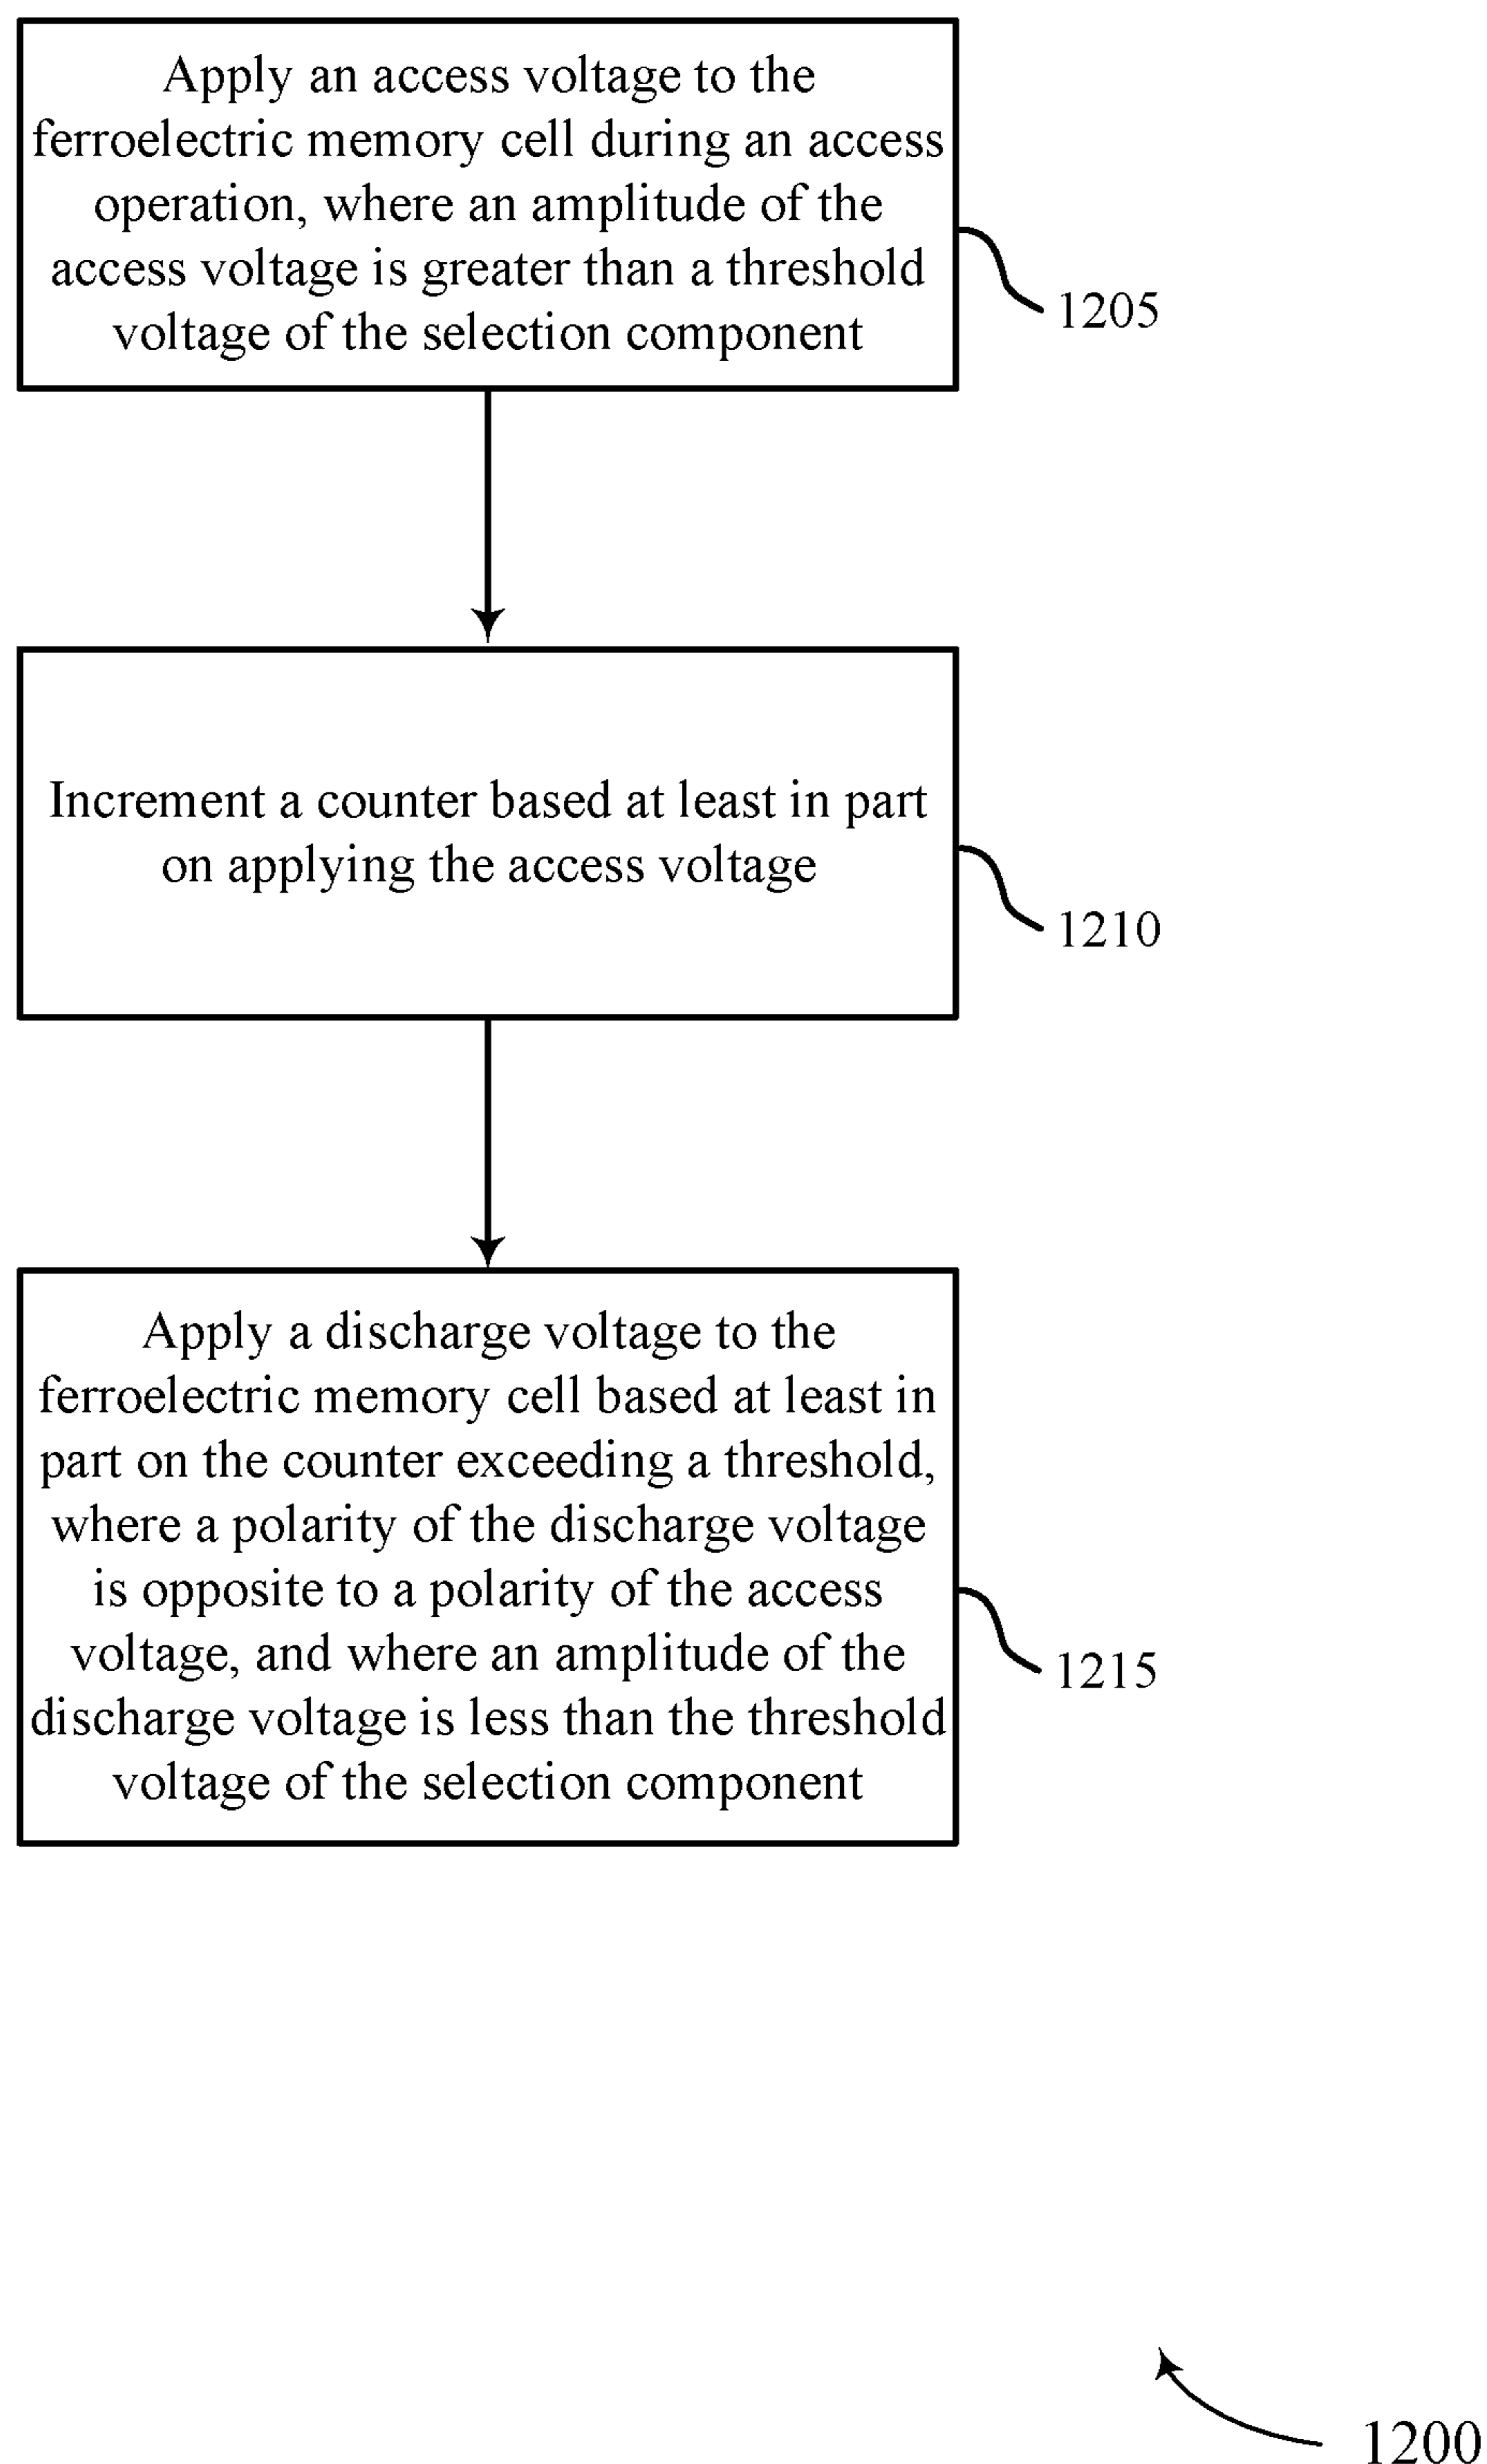 Apply an access voltage to the
ferroelectric memory cell during an access
operation, where an amplitude of the
access voltage is greater than a threshold
voltage of the selection component
1205
Increment a counter based at least in part
on applying the access voltage
1210
Apply a discharge voltage to the
ferroelectric memory cell based at least in
part on the counter exceeding a threshold,
where a polarity of the discharge voltage
is opposite to a polarity of the access
voltage, and where an amplitude of the
discharge voltage is less than the threshold
voltage of the selection component
1215
1200